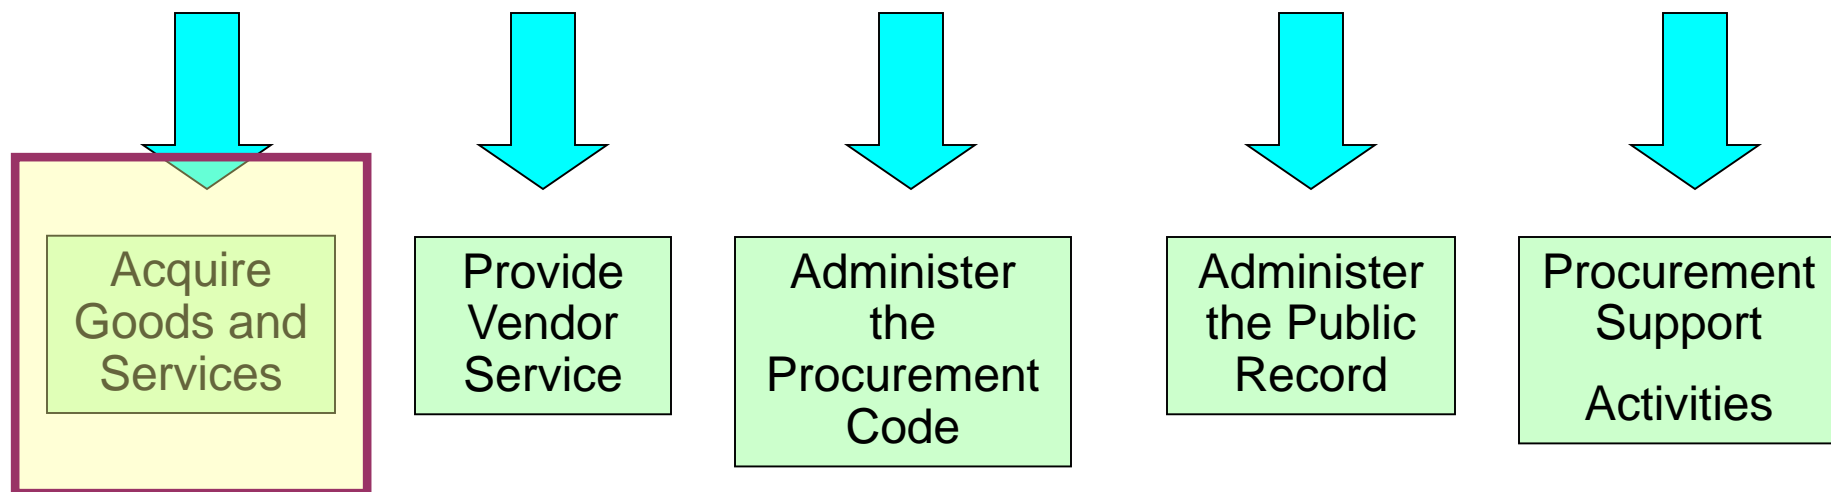 Acquire
Goods and
Services
Provide
Vendor
Service
Administer
the
Procurement
Code
Administer
the Public
Record
Procurement
Support
Activities